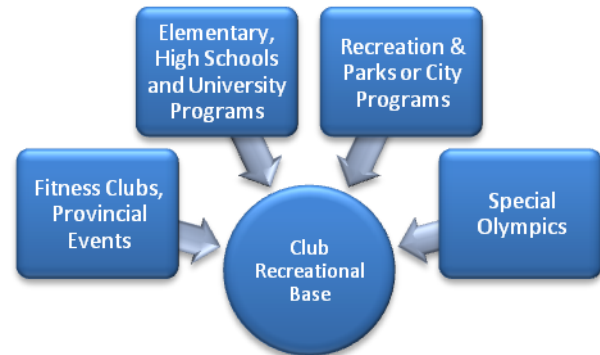 Elementary,
High Schools
and University
Programs
Recreation &
Parks or City
Programs
Fitness Clubs,
Provincial
Events
Special
Olympics
Club
Recreational
Base